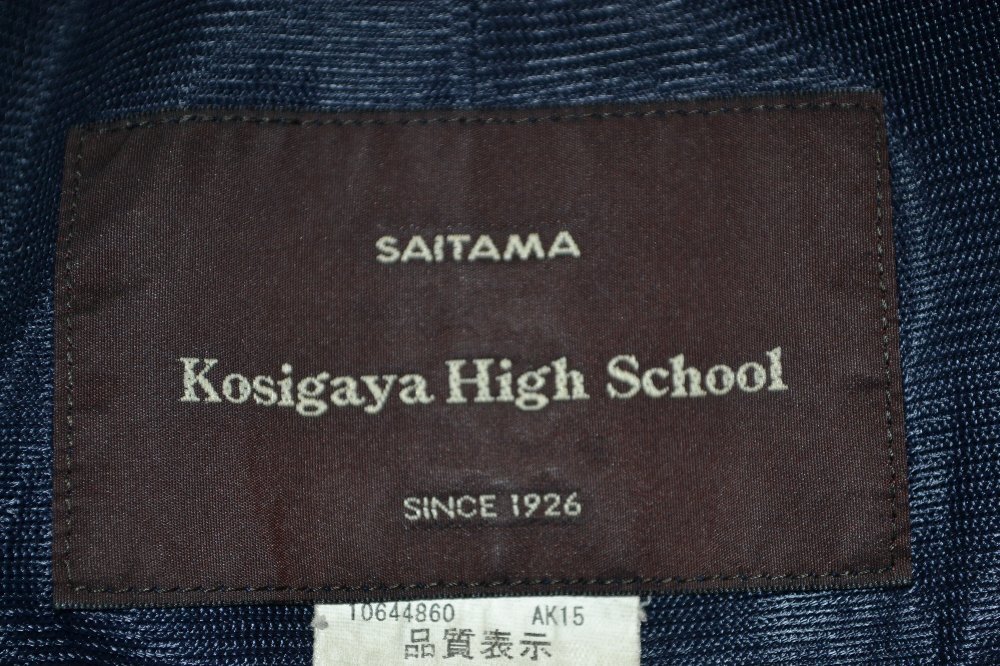 SAITAMA
Kosigaya High School
SINCE 1926
10644860 AK15
品質表示